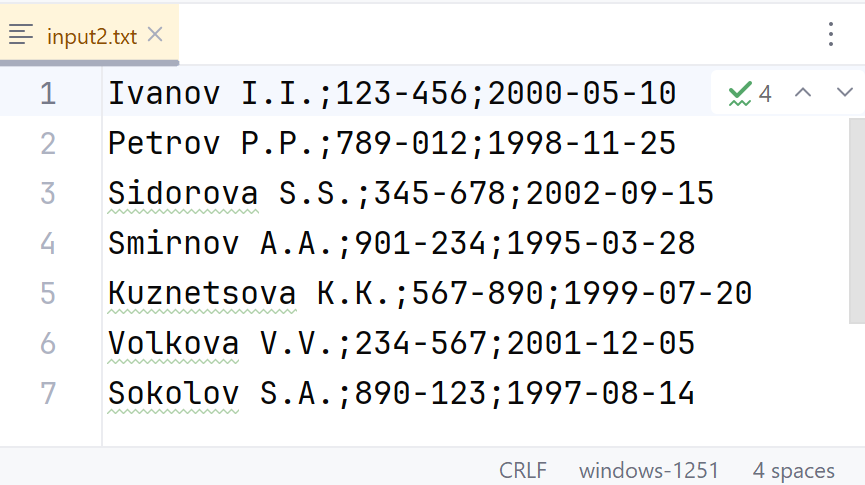 input2.txt
1 Ivanov I.I.;123-456;2000-05-10 4
2 Petrov P.P.;789-012;1998-11-25
3 Sidorova S.S.;345-678;2002-09-15
4 Smirnov A.A.;901-234;1995-03-28
5 Kuznetsova K.K.;567-890;1999-07-20
6 Volkova V.V.;234-567;2001-12-05
7 Sokolov S.A.;890-123;1997-08-14
CRLF windows-1251 4 spaces